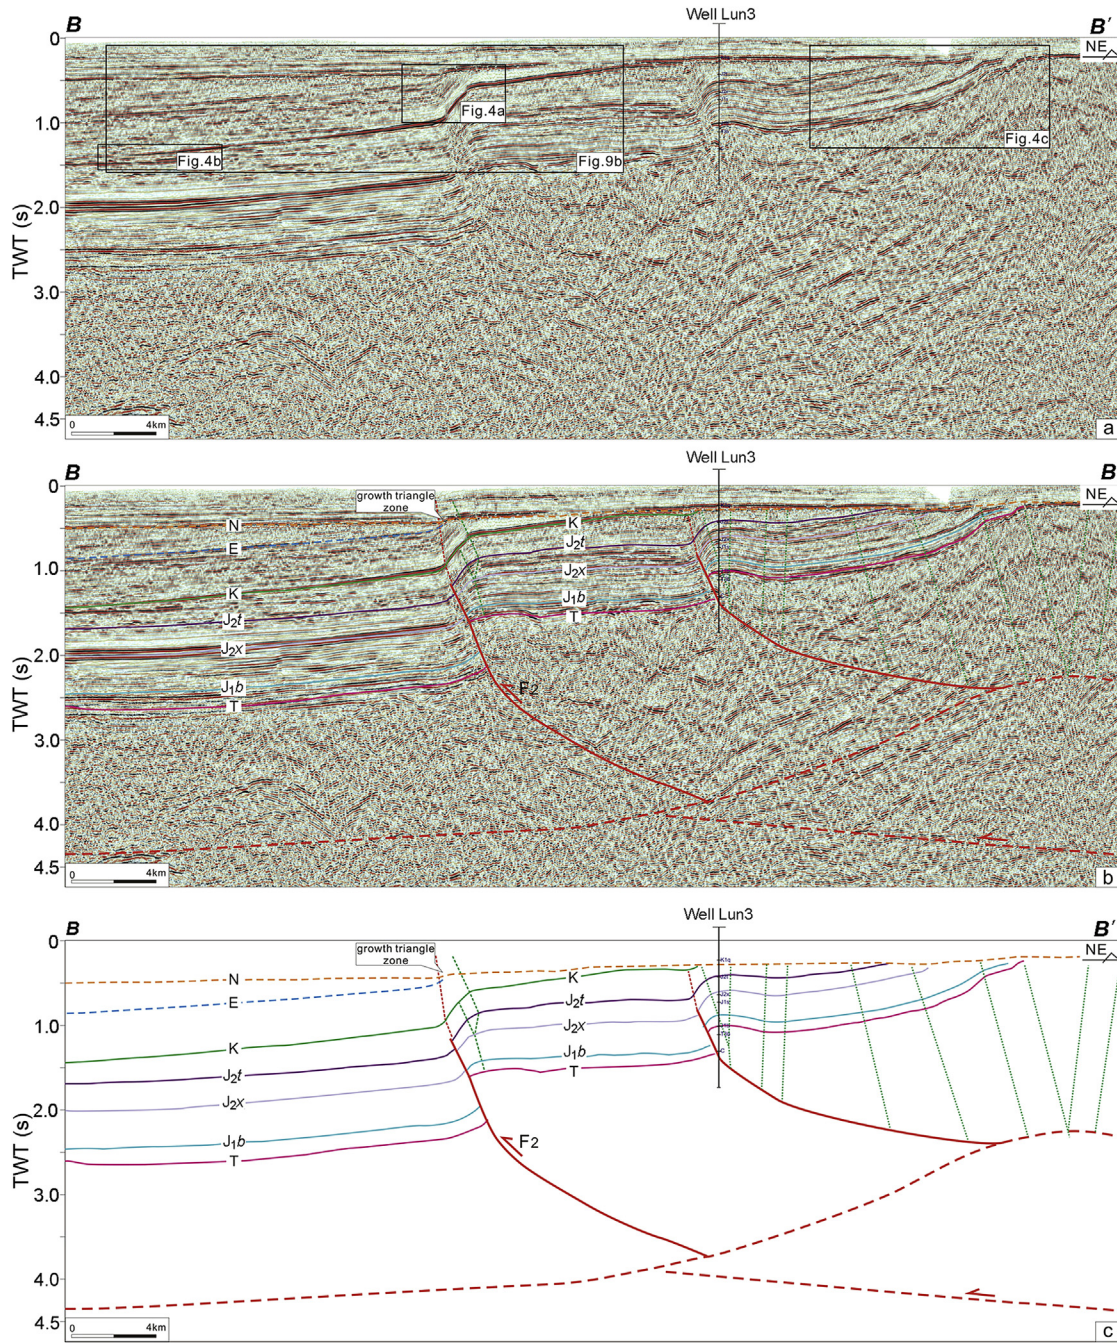 Well Lun3
B
B'
NE
0
Fig.4a
1.0
Fig.4c
Fig.4b
Fig.9b
2.0
TWT (s)
3.0
4.0
4.5
0 4km
a
Well Lun3
B
B
NE
0
growth triangle
zone
N
K
E
J2t
1.0
J2x
K
J1b
J2t
T
J2x
2.0
TWT (s)
J1b
F2
T
3.0
4.0
4.5
0 4km
b
Well Lun3
B
B'
NE
0
growth triangle
zone
N
K
E
J2t
1.0
J2x
K
J1b
J2t
T
J2x
2.0
TWT (s)
J1b
F2
T
3.0
4.0
4.5
0 4km
c